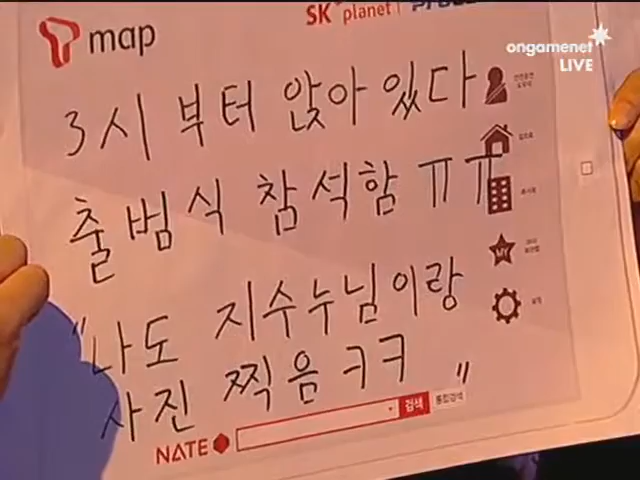 T map
SK planet
ongamenet
LIVE
3시 부터 앉아 있다
출범식 참석함 ㅠㅠ
"나도 지수누님이랑
사진 찍음 ㅋㅋ"
MY
NATE 검색 통합검색